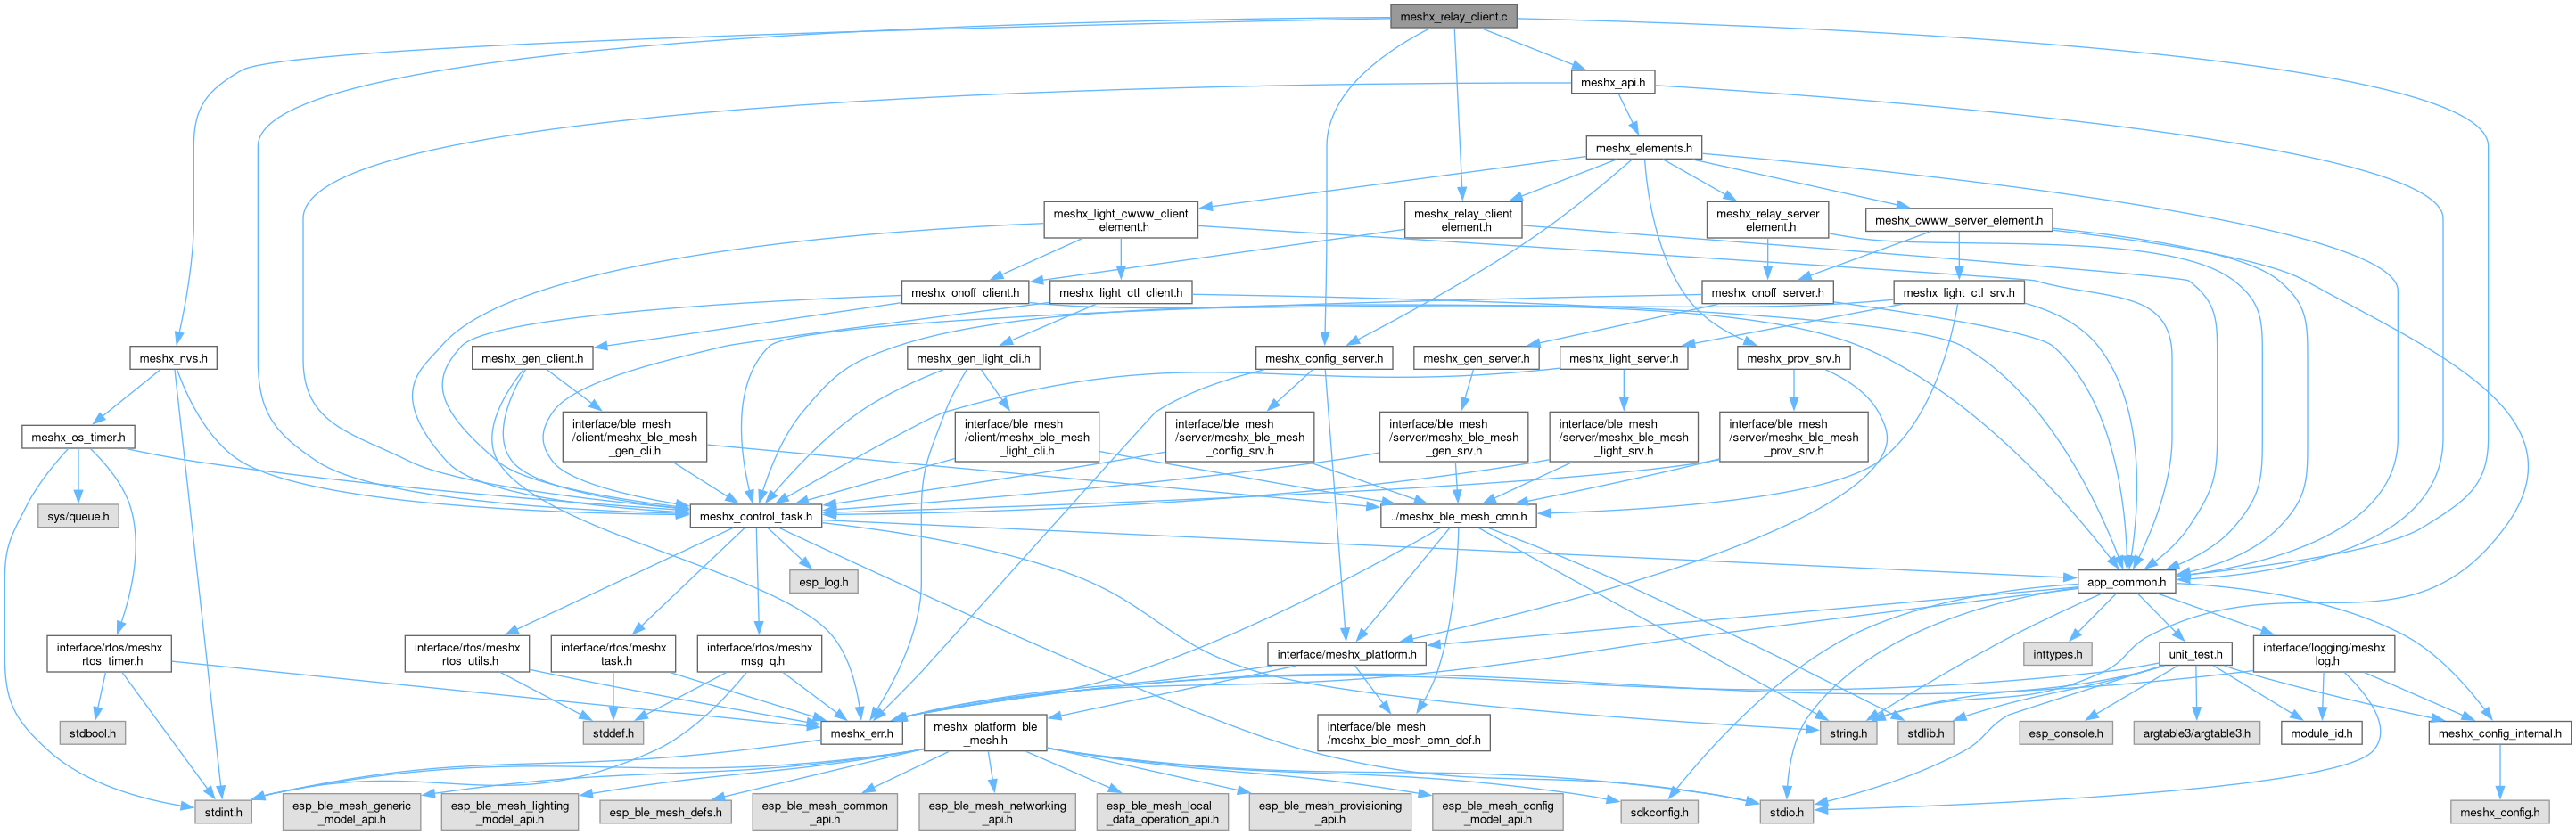 meshx_relay_client.c
meshx_api.h
meshx_elements.h
meshx_light_cwww_client
_element.h
meshx_relay_client
_element.h
meshx_relay_server
_element.h
meshx_cwww_server_element.h
meshx_onoff_client.h
meshx_light_ctl_client.h
meshx_onoff_server.h
meshx_light_ctl_srv.h
meshx_nvs.h
meshx_gen_client.h
meshx_gen_light_cli.h
meshx_config_server.h
meshx_gen_server.h
meshx_light_server.h
meshx_prov_srv.h
meshx_os_timer.h
interface/ble_mesh
/client/meshx_ble_mesh
_gen_cli.h
interface/ble_mesh
/client/meshx_ble_mesh
_light_cli.h
interface/ble_mesh
/server/meshx_ble_mesh
_config_srv.h
interface/ble_mesh
/server/meshx_ble_mesh
_gen_srv.h
interface/ble_mesh
/server/meshx_ble_mesh
_light_srv.h
interface/ble_mesh
/server/meshx_ble_mesh
_prov_srv.h
sys/queue.h
meshx_control_task.h
../meshx_ble_mesh_cmn.h
esp_log.h
app_common.h
interface/rtos/meshx
_rtos_timer.h
interface/rtos/meshx
_rtos_utils.h
interface/rtos/meshx
_task.h
interface/rtos/meshx
_msg_q.h
interface/meshx_platform.h
inttypes.h
unit_test.h
interface/logging/meshx
_log.h
stdbool.h
stddef.h
meshx_err.h
meshx_platform_ble
_mesh.h
interface/ble_mesh
/meshx_ble_mesh_cmn_def.h
string.h
stdlib.h
esp_console.h
argtable3/argtable3.h
module_id.h
meshx_config_internal.h
stdint.h
esp_ble_mesh_generic
_model_api.h
esp_ble_mesh_lighting
_model_api.h
esp_ble_mesh_defs.h
esp_ble_mesh_common
_api.h
esp_ble_mesh_networking
_api.h
esp_ble_mesh_local
_data_operation_api.h
esp_ble_mesh_provisioning
_api.h
esp_ble_mesh_config
_model_api.h
sdkconfig.h
stdio.h
meshx_config.h